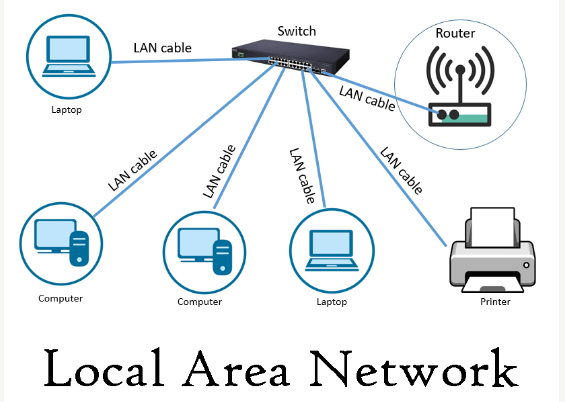 Switch
Router
LAN cable
Laptop
LAN cable
LAN cable
LAN cable
LAN cable
LAN cable
Computer
Computer
Laptop
Printer
Local Area Network